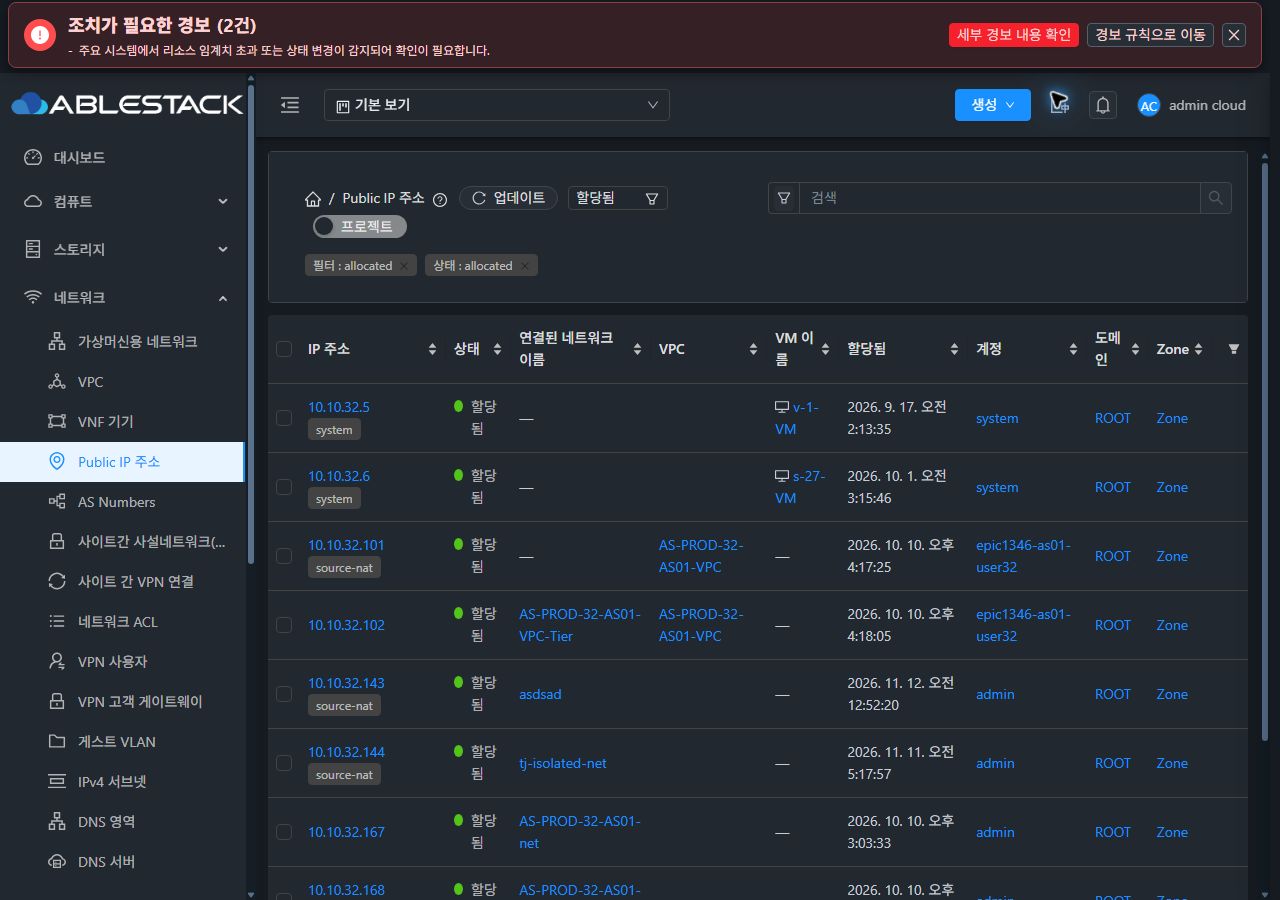 조치가 필요한 경보 (2건)
- 주요 시스템에서 리소스 임계치 초과 또는 상태 변경이 감지되어 확인이 필요합니다.
세부 경보 내용 확인
경보 규칙으로 이동
ABLESTACK
기본 보기
생성
AC
admin cloud
대시보드
컴퓨트
스토리지
네트워크
가상머신용 네트워크
VPC
VNF 기기
Public IP 주소
AS Numbers
사이트간 사설네트워크(...
사이트 간 VPN 연결
네트워크 ACL
VPN 사용자
VPN 고객 게이트웨이
게스트 VLAN
IPv4 서브넷
DNS 영역
DNS 서버
/ Public IP 주소
업데이트
할당됨
검색
프로젝트
필터 : allocated
상태 : allocated
IP 주소
상태
연결된 네트워크
이름
VPC
VM 이
름
할당됨
계정
도메
인
Zone
10.10.32.5
system
할당
됨
—
v-1-
VM
2026. 9. 17. 오전
2:13:35
system
ROOT
Zone
10.10.32.6
system
할당
됨
—
s-27-
VM
2026. 10. 1. 오전
3:15:46
system
ROOT
Zone
10.10.32.101
source-nat
할당
됨
—
AS-PROD-32-
AS01-VPC
—
2026. 10. 10. 오후
4:17:25
epic1346-as01-
user32
ROOT
Zone
10.10.32.102
할당
됨
AS-PROD-32-AS01-
VPC-Tier
AS-PROD-32-
AS01-VPC
—
2026. 10. 10. 오후
4:18:05
epic1346-as01-
user32
ROOT
Zone
10.10.32.143
source-nat
할당
됨
asdsad
—
2026. 11. 12. 오전
12:52:20
admin
ROOT
Zone
10.10.32.144
source-nat
할당
됨
tj-isolated-net
—
2026. 11. 11. 오전
5:17:57
admin
ROOT
Zone
10.10.32.167
할당
됨
AS-PROD-32-AS01-
net
—
2026. 10. 10. 오후
3:03:33
admin
ROOT
Zone
10.10.32.168
할당
AS-PROD-32-AS01-
2026. 10. 10. 오후
admin
ROOT
Zone